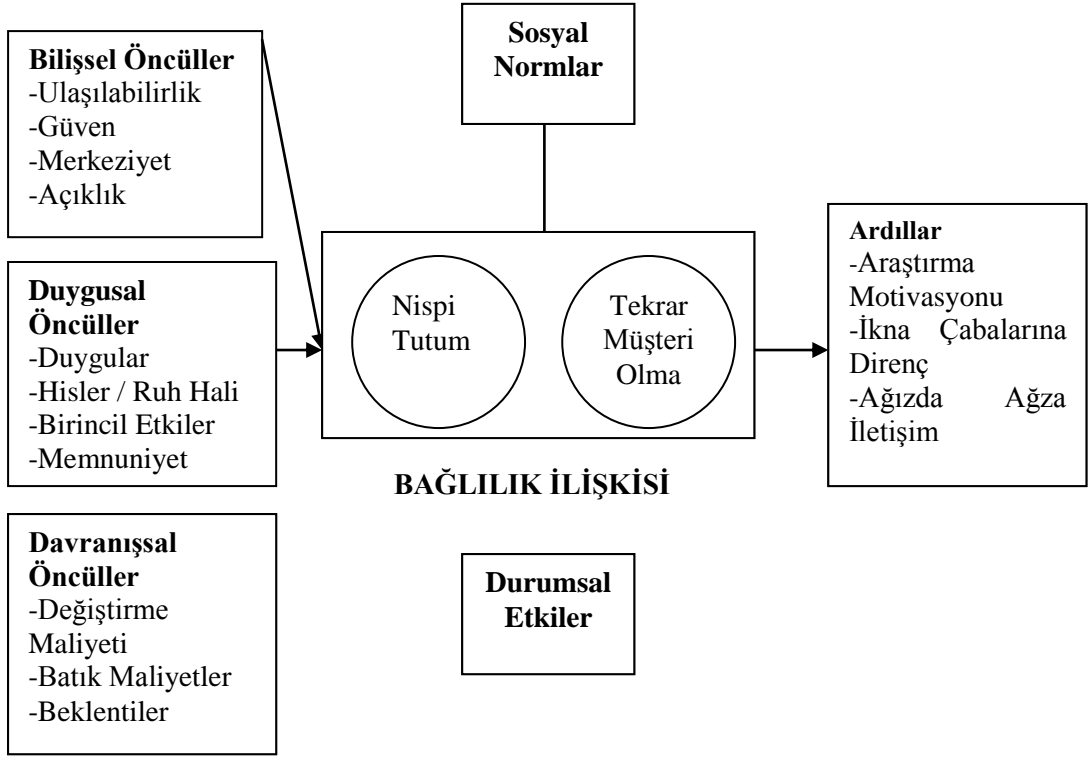 Bilişsel Öncüller
-Ulaşılabilirlik
-Güven
-Merkeziyet
-Açıklık
Duygusal
Öncüller
-Duygular
-Hisler / Ruh Hali
-Birincil Etkiler
-Memnuniyet
Davranışsal
Öncüller
-Değiştirme
Maliyeti
-Batık Maliyetler
-Beklentiler
Sosyal
Normlar
Nispi
Tutum
Tekrar
Müşteri
Olma
BAĞLILIK İLİŞKİSİ
Durumsal
Etkiler
Ardıllar
-Araştırma
Motivasyonu
-İkna Çabalarına
Direnç
-Ağızda Ağza
İletişim